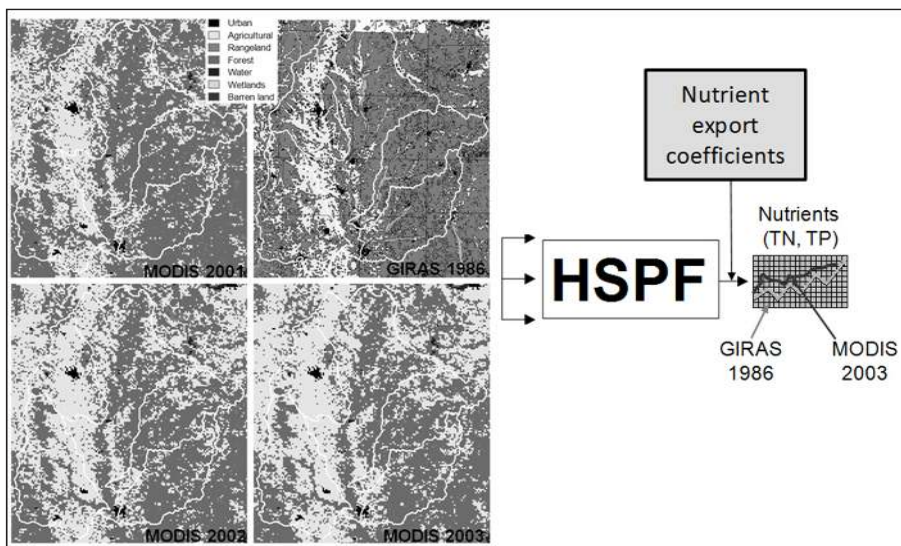 Urban
Agricultural
Rangeland
Forest
Water
Wetlands
Barren land
MODIS 2001
GIRAS 1986
MODIS 2002
MODIS 2003
Nutrient
export
coefficients
HSPF
Nutrients
(TN, TP)
GIRAS
1986
MODIS
2003